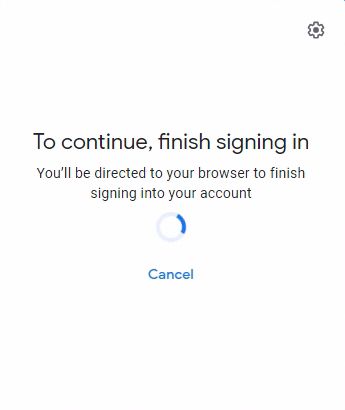 To continue, finish signing in
You’ll be directed to your browser to finish
signing into your account
Cancel